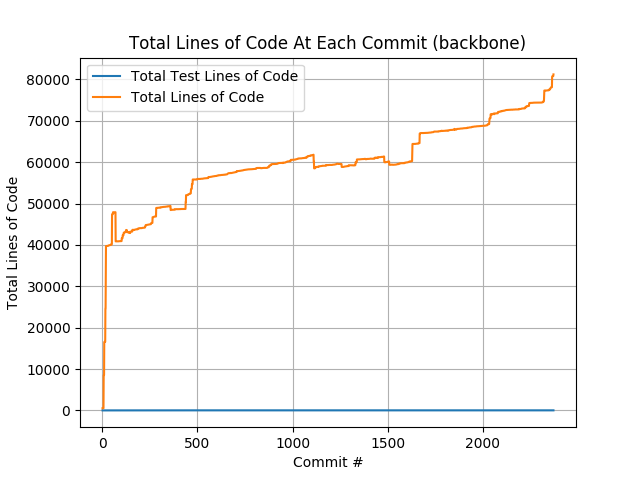 Total Lines of Code At Each Commit (backbone)
Total Test Lines of Code
Total Lines of Code
80000
70000
60000
50000
40000
30000
20000
10000
0
Total Lines of Code
0 500 1000 1500 2000
Commit #